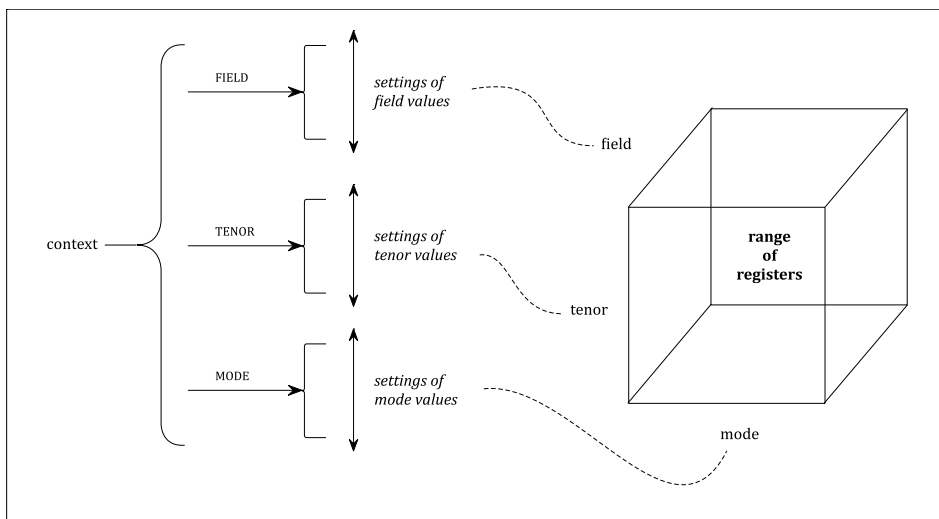 FIELD
settings of
field values
field
range
of
registers
TENOR
context
settings of
tenor values
tenor
MODE
settings of
mode values
mode